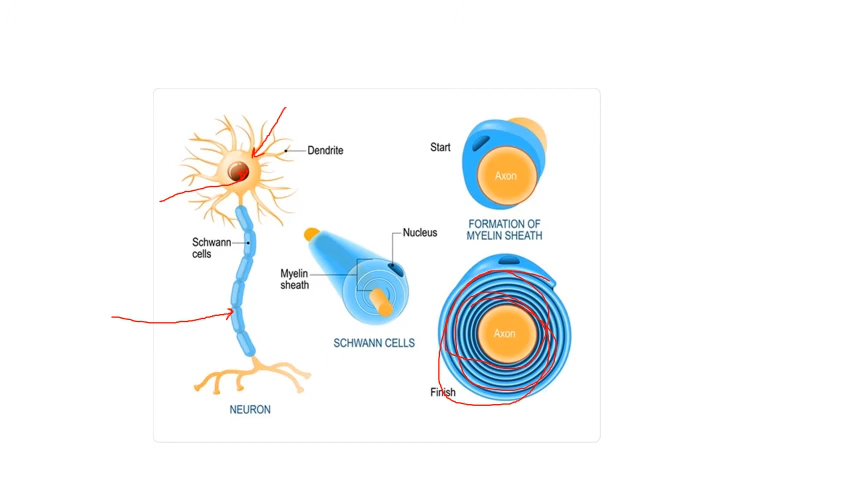 Dendrite
Schwann
cells
NEURON
Nucleus
Myelin
sheath
SCHWANN CELLS
Start
Axon
FORMATION OF
MYELIN SHEATH
Axon
Finish